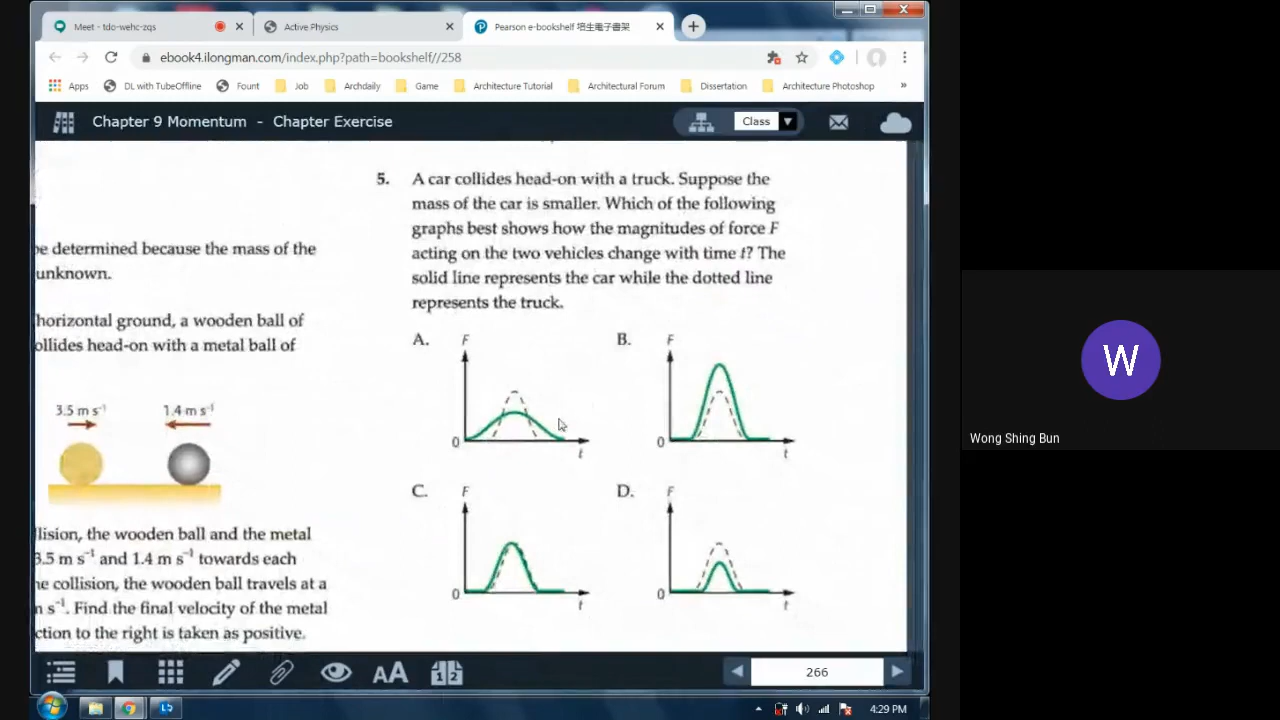 Meet - tdo-wehc-zqs
Active Physics
Pearson e-bookshelf 培生電子書架
ebook4.ilongman.com/index.php?path=bookshelf//258
Apps
DL with TubeOffline
Fount
Job
Archdaily
Game
Architecture Tutorial
Architectural Forum
Dissertation
Architecture Photoshop
»
Chapter 9 Momentum - Chapter Exercise
Class
be determined because the mass of the
unknown.
horizontal ground, a wooden ball of
ollides head-on with a metal ball of
3.5 m s⁻¹
1.4 m s⁻¹
llision, the wooden ball and the metal
3.5 m s⁻¹ and 1.4 m s⁻¹ towards each
ne collision, the wooden ball travels at a
m s⁻¹. Find the final velocity of the metal
ction to the right is taken as positive.
5. A car collides head-on with a truck. Suppose the
mass of the car is smaller. Which of the following
graphs best shows how the magnitudes of force F
acting on the two vehicles change with time t? The
solid line represents the car while the dotted line
represents the truck.
A.
F
0
t
B.
F
0
t
C.
F
0
t
D.
F
0
t
AA
1 2
266
4:29 PM
W
Wong Shing Bun